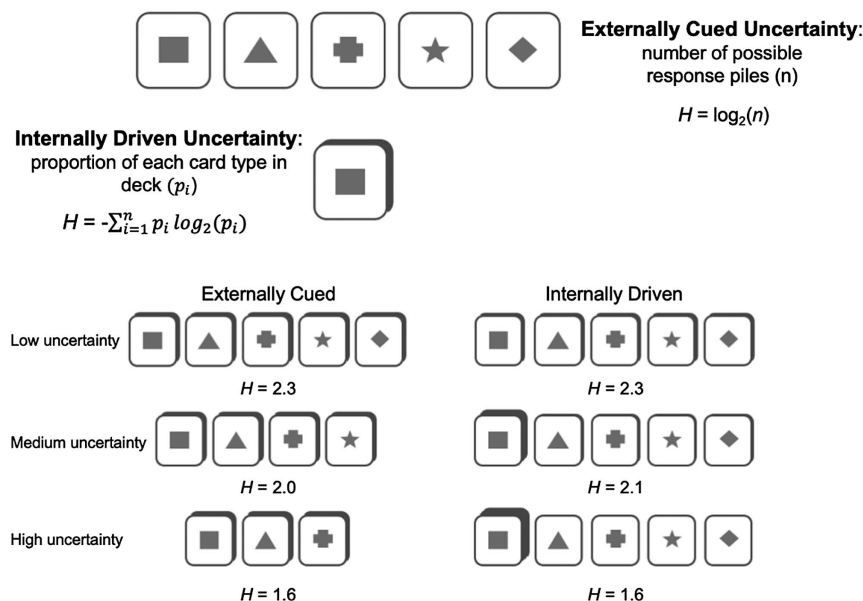 Externally Cued Uncertainty:
number of possible
response piles (n)
H = log₂(n)
Internally Driven Uncertainty:
proportion of each card type in
deck (pᵢ)
H = -∑ⁿᵢ₌₁ pᵢ log₂(pᵢ)
Externally Cued
Internally Driven
Low uncertainty
H = 2.3
H = 2.3
Medium uncertainty
H = 2.0
H = 2.1
High uncertainty
H = 1.6
H = 1.6